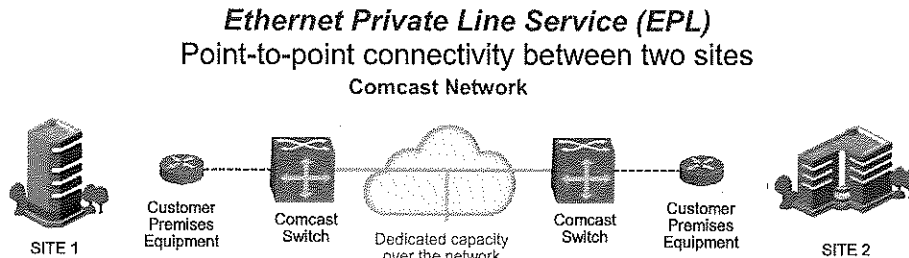 Ethernet Private Line Service (EPL)
Point-to-point connectivity between two sites
Comcast Network
SITE 1
Customer
Premises
Equipment
Comcast
Switch
Dedicated capacity
over the network
Comcast
Switch
Customer
Premises
Equipment
SITE 2